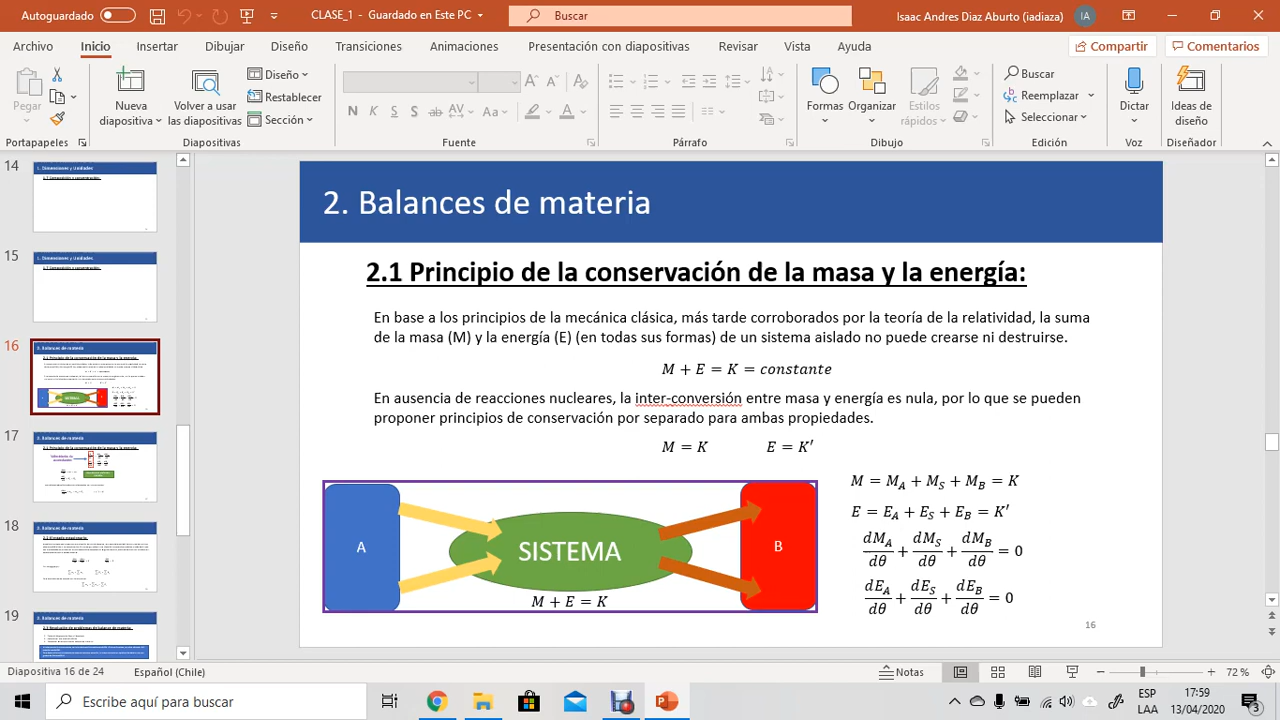 Autoguardado
CLASE_1 - Guardado en Este PC
Buscar
Isaac Andres Diaz Aburto (iadiaza)
IA
Archivo
Inicio
Insertar
Dibujar
Diseño
Transiciones
Animaciones
Presentación con diapositivas
Revisar
Vista
Ayuda
Compartir
Comentarios
Pegar
Nueva diapositiva
Volver a usar las diapositivas
Diseño
Restablecer
Sección
N K S S ab AV Aa A
Formas
Organizar
Estilos rápidos
Buscar
Reemplazar
Seleccionar
Dictar
Ideas de diseño
Portapapeles
Diapositivas
Fuente
Párrafo
Dibujo
Edición
Voz
Diseñador
14
15
16
17
18
19
2. Balances de materia
2.1 Principio de la conservación de la masa y la energía:
En base a los principios de la mecánica clásica, más tarde corroborados por la teoría de la relatividad, la suma
de la masa (M) y la energía (E) (en todas sus formas) de un sistema aislado no puede crearse ni destruirse.
M + E = K = constante
En ausencia de reacciones nucleares, la inter-conversión entre masa y energía es nula, por lo que se pueden
proponer principios de conservación por separado para ambas propiedades.
M = K E = K′
A
SISTEMA
B
M + E = K
M = M_A + M_S + M_B = K
E = E_A + E_S + E_B = K′
dM_A/dθ + dM_S/dθ + dM_B/dθ = 0
dE_A/dθ + dE_S/dθ + dE_B/dθ = 0
16
Diapositiva 16 de 24
Español (Chile)
Notas
72 %
Escribe aquí para buscar
ESP
LAA
17:59
13/04/2020
3